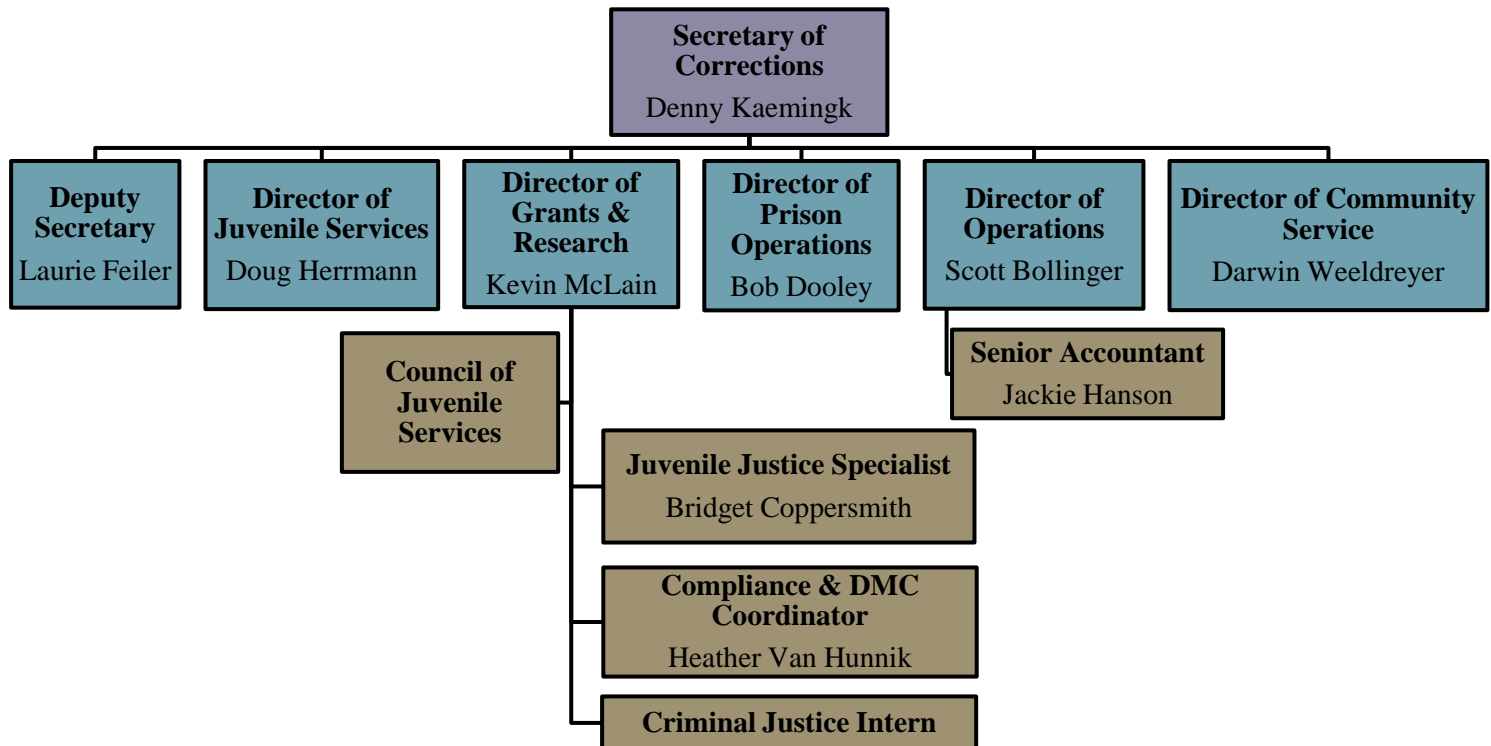 Secretary of
Corrections
Denny Kaemingk
Deputy
Secretary
Laurie Feiler
Director of
Juvenile Services
Doug Herrmann
Director of
Grants &
Research
Kevin McLain
Director of
Prison
Operations
Bob Dooley
Director of
Operations
Scott Bollinger
Director of Community
Service
Darwin Weeldreyer
Council of
Juvenile
Services
Senior Accountant
Jackie Hanson
Juvenile Justice Specialist
Bridget Coppersmith
Compliance & DMC
Coordinator
Heather Van Hunnik
Criminal Justice Intern